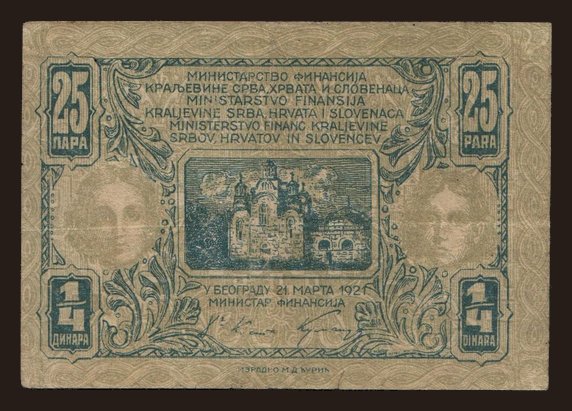 МИНИСТАРСТВО ФИНАНСИЈА
КРАЉЕВИНЕ СРБА, ХРВАТА И СЛОВЕНАЦА
MINISTARSTVO FINANSIJA
KRALJEVINE SRBA, HRVATA I SLOVENACA
MINISTERSTVO FINANC KRALJEVINE
SRBOV, HRVATOV IN SLOVENCEV
25
ПАРА
25
PARA
У БЕОГРАДУ 21 МАРТА 1921
МИНИСТАР ФИНАНСИЈА
1/4
ДИНАРА
1/4
DINARA
ИЗРАДИО М.Д. ЂУРИЋ